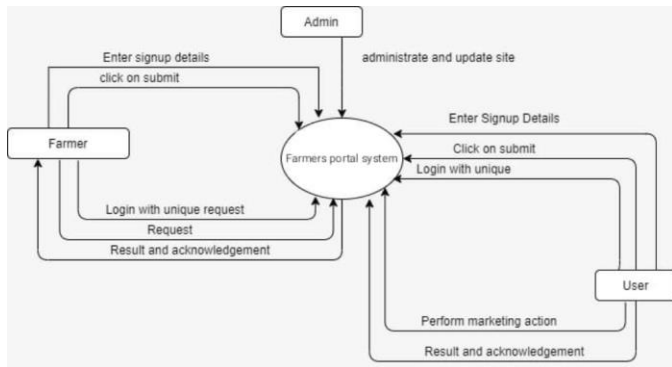 Admin
Enter signup details
administrate and update site
click on submit
Enter Signup Details
Farmer
Click on submit
Farmers portal system
Login with unique
Login with unique request
Request
Result and acknowledgement
User
Perform marketing action
Result and acknowledgement